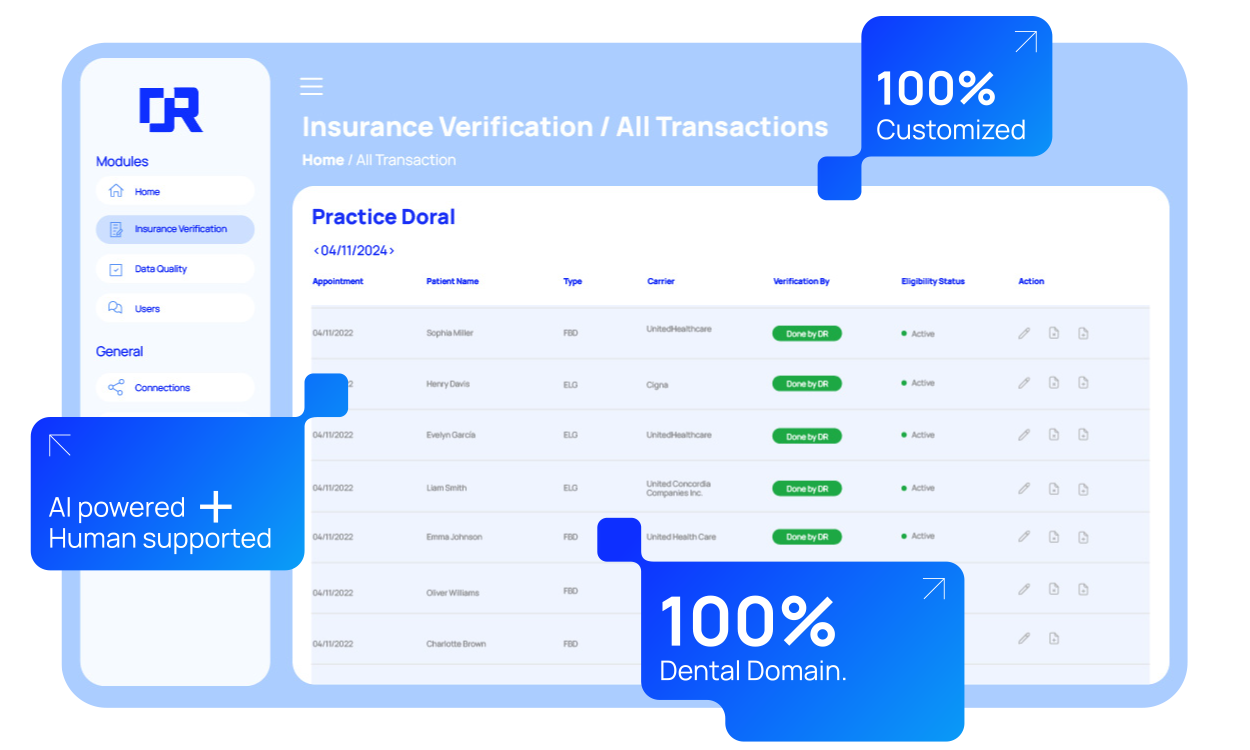 DR
Modules
Home
Insurance Verification
Data Quality
Users
General
Connections
Insurance Verification / All Transactions
Home / All Transaction
100%
Customized
Practice Doral
<04/11/2024>
Appointment Patient Name Type Carrier Verification By Eligibility Status Action
04/11/2022 Sophia Miller FBD UnitedHealthcare Done by DR Active
2 Henry Davis ELG Cigna Done by DR Active
04/11/2022 Evelyn García ELG UnitedHealthcare Done by DR Active
04/11/2022 Liam Smith ELG United Concordia
Companies Inc. Done by DR Active
04/11/2022 Emma Johnson FBD United Health Care Done by DR Active
04/11/2022 Oliver Williams FBD
04/11/2022 Charlotte Brown FBD
AI powered +
Human supported
100%
Dental Domain.